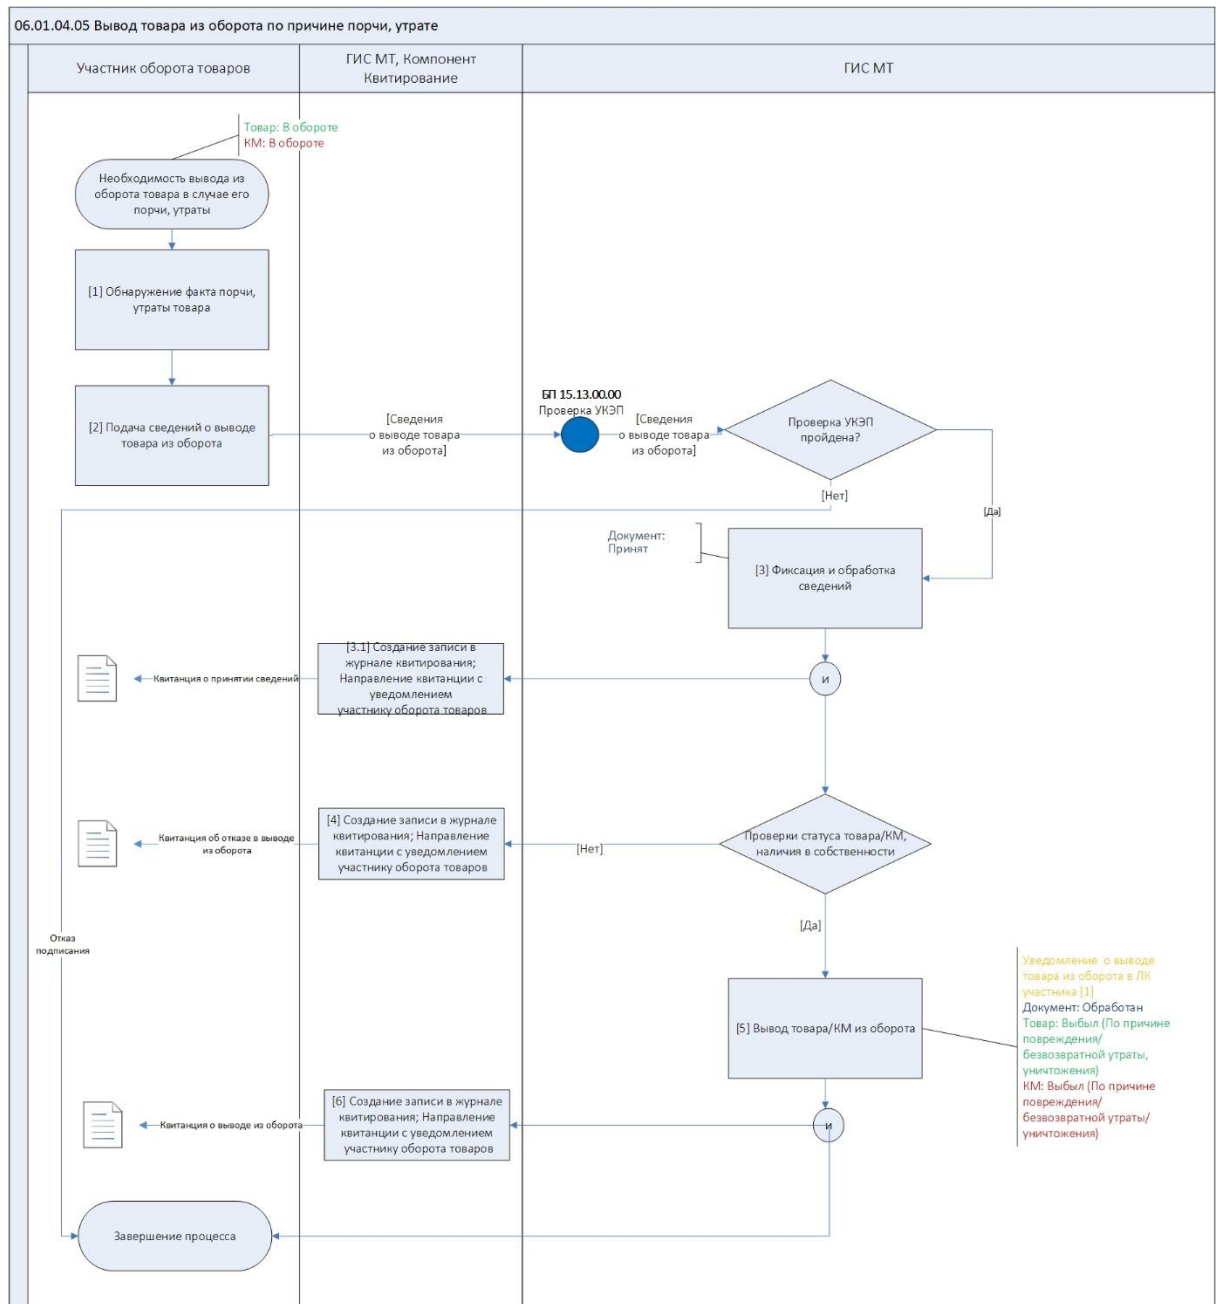 06.01.04.05 Вывод товара из оборота по причине порчи, утрате
Участник оборота товаров
ГИС МТ, Компонент
Квитирование
ГИС МТ
Товар: В обороте
КМ: В обороте
Необходимость вывода из
оборота товара в случае его
порчи, утраты
[1] Обнаружение факта порчи,
утраты товара
[2] Подача сведений о выводе
товара из оборота
[Сведения
о выводе товара
из оборота]
БП 15.13.00.00
Проверка УКЭП
[Сведения
о выводе товара
из оборота]
Проверка УКЭП
пройдена?
[Нет]
[Да]
Документ:
Принят
[3] Фиксация и обработка
сведений
и
[3.1] Создание записи в
журнале квитирования;
Направление квитанции с
уведомлением
участнику оборота товаров
Квитанция о принятии сведений
Проверки статуса товара/КМ,
наличия в собственности
[Нет]
[4] Создание записи в журнале
квитирования; Направление
квитанции с уведомлением
участнику оборота товаров
Квитанция об отказе в выводе
из оборота
[Да]
Отказ
подписания
[5] Вывод товара/КМ из оборота
Уведомление о выводе
товара из оборота в ЛК
участника [1]
Документ: Обработан
Товар: Выбыл (По причине
повреждения/
безвозвратной утраты,
уничтожения)
КМ: Выбыл (По причине
повреждения/
безвозвратной утраты/
уничтожения)
и
[6] Создание записи в журнале
квитирования; Направление
квитанции с уведомлением
участнику оборота товаров
Квитанция о выводе из оборота
Завершение процесса